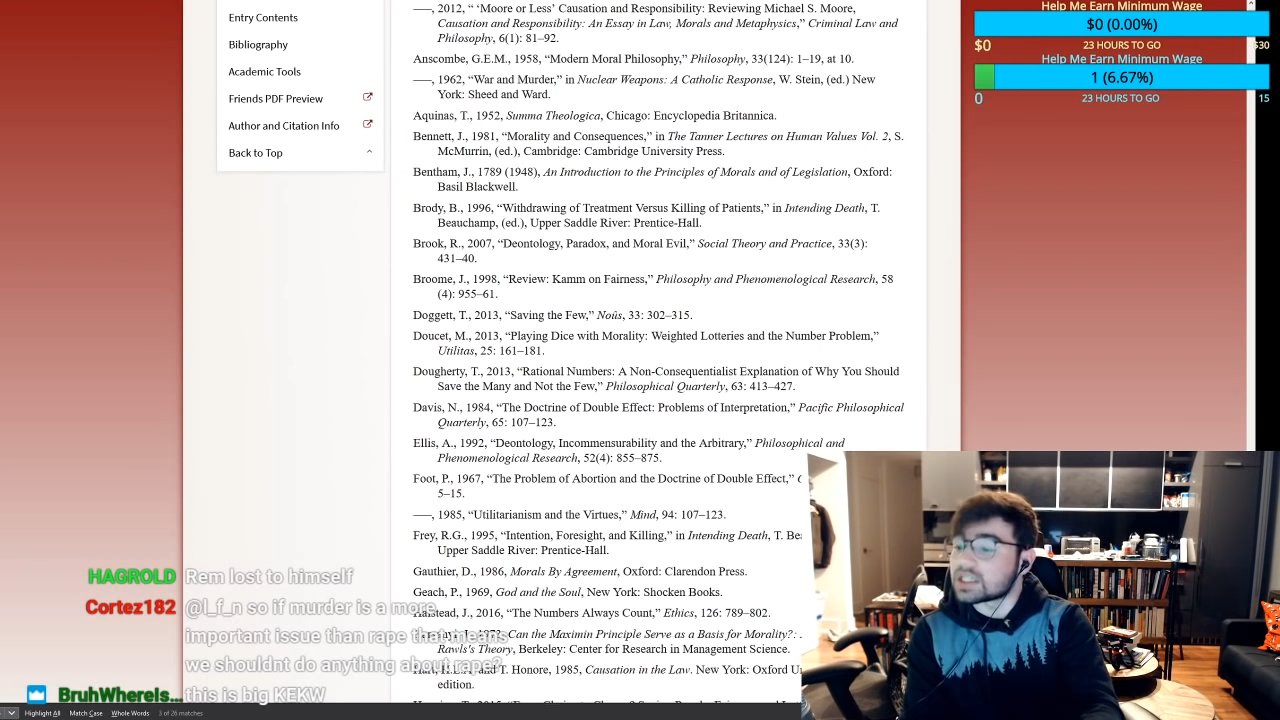 Entry Contents
Bibliography
Academic Tools
Friends PDF Preview
Author and Citation Info
Back to Top
–––, 2012, “ ‘Moore or Less’ Causation and Responsibility: Reviewing Michael S. Moore,
Causation and Responsibility: An Essay in Law, Morals and Metaphysics,” Criminal Law and
Philosophy, 6(1): 81–92.
Anscombe, G.E.M., 1958, “Modern Moral Philosophy,” Philosophy, 33(124): 1–19, at 10.
–––, 1962, “War and Murder,” in Nuclear Weapons: A Catholic Response, W. Stein, (ed.) New
York: Sheed and Ward.
Aquinas, T., 1952, Summa Theologica, Chicago: Encyclopedia Britannica.
Bennett, J., 1981, “Morality and Consequences,” in The Tanner Lectures on Human Values Vol. 2, S.
McMurrin, (ed.), Cambridge: Cambridge University Press.
Bentham, J., 1789 (1948), An Introduction to the Principles of Morals and of Legislation, Oxford:
Basil Blackwell.
Brody, B., 1996, “Withdrawing of Treatment Versus Killing of Patients,” in Intending Death, T.
Beauchamp, (ed.), Upper Saddle River: Prentice-Hall.
Brook, R., 2007, “Deontology, Paradox, and Moral Evil,” Social Theory and Practice, 33(3):
431–40.
Broome, J., 1998, “Review: Kamm on Fairness,” Philosophy and Phenomenological Research, 58
(4): 955–61.
Doggett, T., 2013, “Saving the Few,” Noûs, 33: 302–315.
Doucet, M., 2013, “Playing Dice with Morality: Weighted Lotteries and the Number Problem,”
Utilitas, 25: 161–181.
Dougherty, T., 2013, “Rational Numbers: A Non-Consequentialist Explanation of Why You Should
Save the Many and Not the Few,” Philosophical Quarterly, 63: 413–427.
Davis, N., 1984, “The Doctrine of Double Effect: Problems of Interpretation,” Pacific Philosophical
Quarterly, 65: 107–123.
Ellis, A., 1992, “Deontology, Incommensurability and the Arbitrary,” Philosophical and
Phenomenological Research, 52(4): 855–875.
Foot, P., 1967, “The Problem of Abortion and the Doctrine of Double Effect,”
5–15.
–––, 1985, “Utilitarianism and the Virtues,” Mind, 94: 107–123.
Frey, R.G., 1995, “Intention, Foresight, and Killing,” in Intending Death, T.
Upper Saddle River: Prentice-Hall.
Gauthier, D., 1986, Morals By Agreement, Oxford: Clarendon Press.
Geach, P., 1969, God and the Soul, New York: Shocken Books.
J., 2016, “The Numbers Always Count,” Ethics, 126: 789–802.
Can the Maximin Principle Serve as a Basis for Morality?:
Rawls's Theory, Berkeley: Center for Research in Management Science.
and T. Honore, 1985, Causation in the Law. New York: Oxford
edition.
Help Me Earn Minimum Wage
$0 (0.00%)
$0 23 HOURS TO GO $30
Help Me Earn Minimum Wage
1 (6.67%)
0 23 HOURS TO GO 15
HAGROLD Rem lost to himself
Cortez182 @l_f_n so if murder is a more
important issue than rape that means
we shouldnt do anything about rape?
BruhWhereIs... this is big KEKW
Highlight All Match Case Whole Words 3 of 26 matches